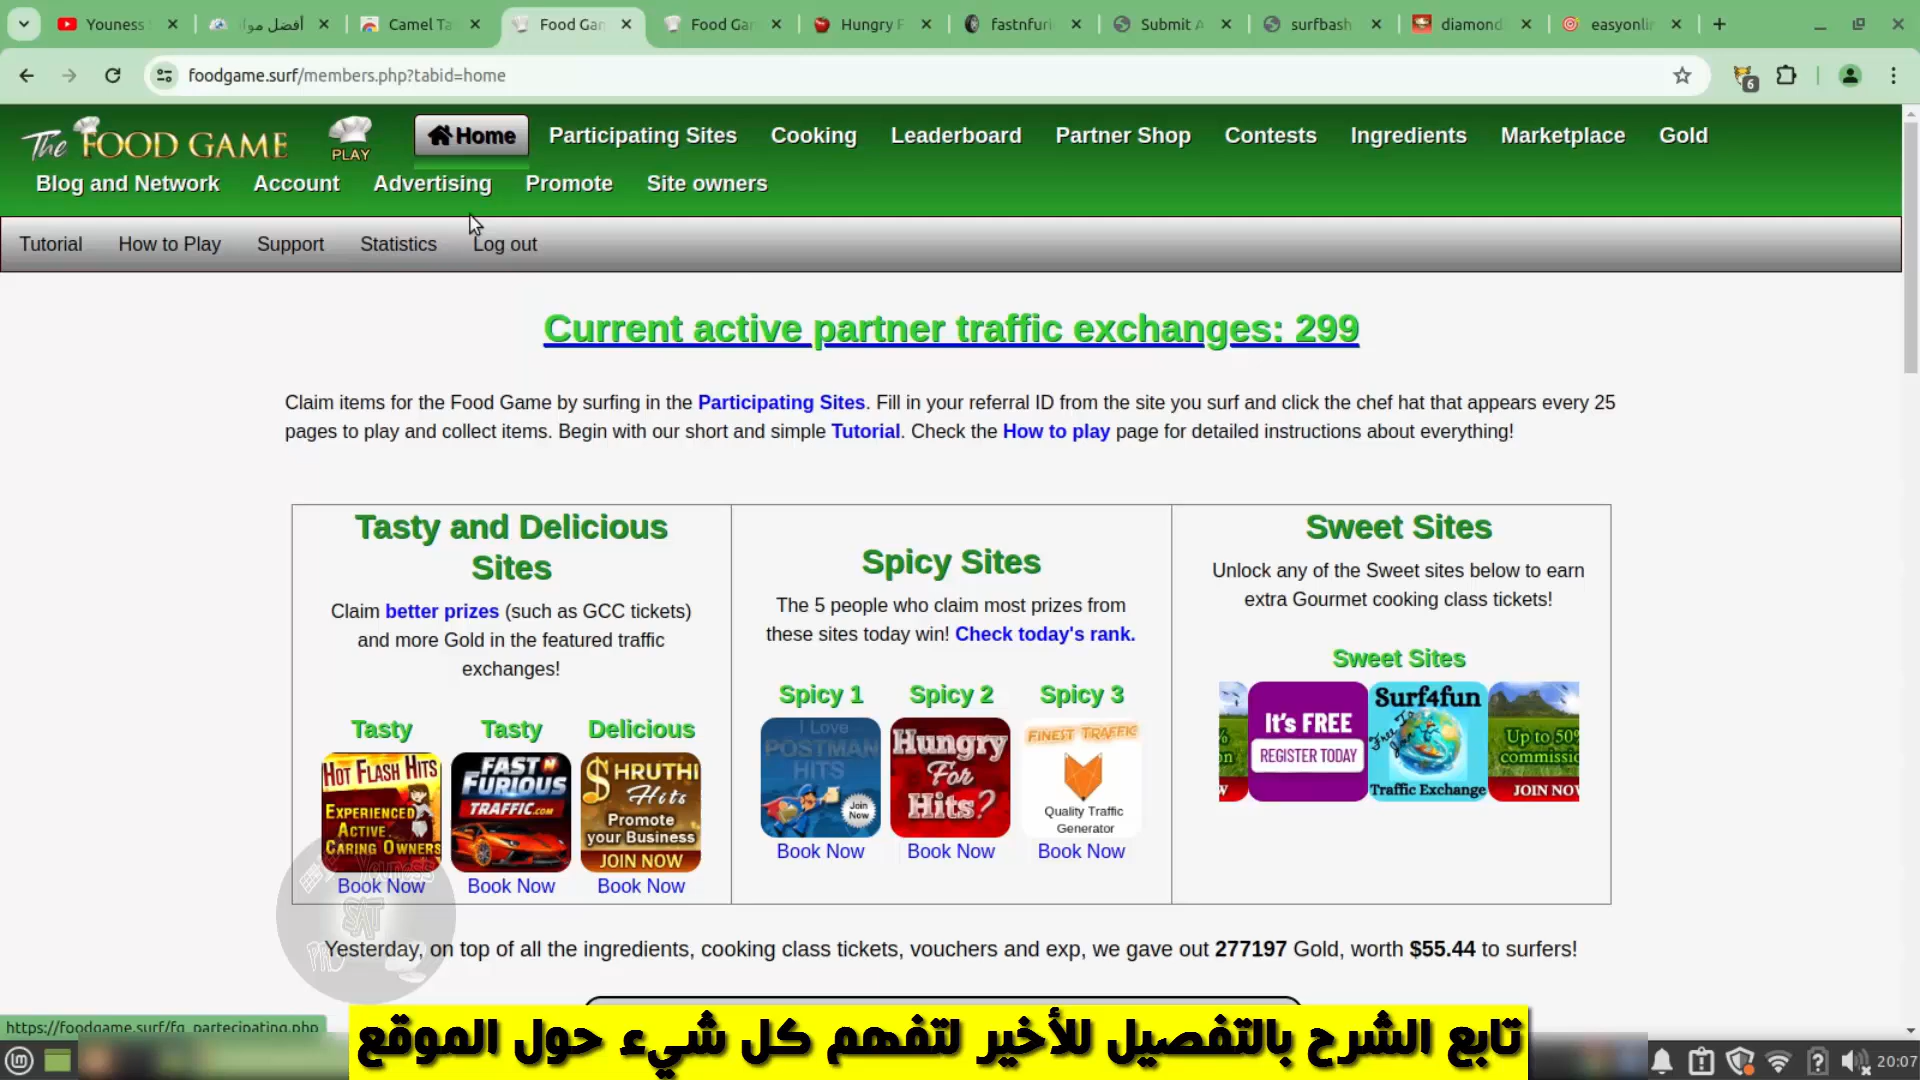 Youness
أفضل موا
Camel Ta
Food Gar
Food Gar
Hungry F
fastnfuri
Submit A
surfbash
diamond
easyonli
foodgame.surf/members.php?tabid=home
6
The FOOD GAME
PLAY
Home
Participating Sites
Cooking
Leaderboard
Partner Shop
Contests
Ingredients
Marketplace
Gold
Blog and Network
Account
Advertising
Promote
Site owners
Tutorial
How to Play
Support
Statistics
Log out
Current active partner traffic exchanges: 299
Claim items for the Food Game by surfing in the Participating Sites. Fill in your referral ID from the site you surf and click the chef hat that appears every 25
pages to play and collect items. Begin with our short and simple Tutorial. Check the How to play page for detailed instructions about everything!
Tasty and Delicious
Sites
Claim better prizes (such as GCC tickets)
and more Gold in the featured traffic
exchanges!
Tasty
Tasty
Delicious
HOT FLASH HITS
EXPERIENCED
ACTIVE
CARING OWNERS
FAST N
FURIOUS
TRAFFIC.COM
SHRUTHI
Hits
Promote
your Business
JOIN NOW
Book Now
Book Now
Book Now
Spicy Sites
The 5 people who claim most prizes from
these sites today win! Check today's rank.
Spicy 1
Spicy 2
Spicy 3
I Love
POSTMAN
HITS
Join
Now
Hungry
For
Hits?
FINEST TRAFFIC
Quality Traffic
Generator
Book Now
Book Now
Book Now
Sweet Sites
Unlock any of the Sweet sites below to earn
extra Gourmet cooking class tickets!
Sweet Sites
It's FREE
REGISTER TODAY
Surf4fun
Free To Join
Traffic Exchange
Up to 50%
commissio
JOIN NOW
Youness
SAT
PRO
Yesterday, on top of all the ingredients, cooking class tickets, vouchers and exp, we gave out 277197 Gold, worth $55.44 to surfers!
https://foodgame.surf/fg_partecipating.php
تابع الشرح بالتفصيل للأخير لتفهم كل شيء حول الموقع
20:07